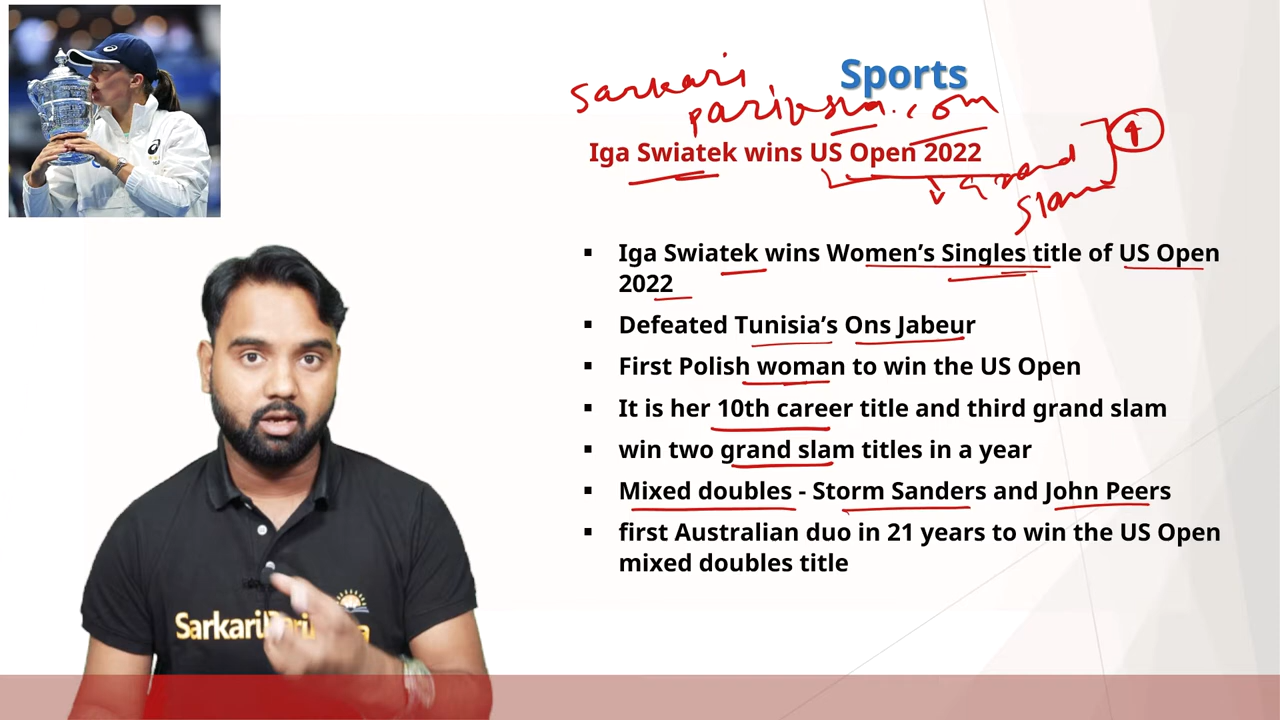 Sports
sarkari
pariksha.com
Iga Swiatek wins US Open 2022
Grand
Slam
4
▪ Iga Swiatek wins Women’s Singles title of US Open
2022
▪ Defeated Tunisia’s Ons Jabeur
▪ First Polish woman to win the US Open
▪ It is her 10th career title and third grand slam
▪ win two grand slam titles in a year
▪ Mixed doubles - Storm Sanders and John Peers
▪ first Australian duo in 21 years to win the US Open
mixed doubles title